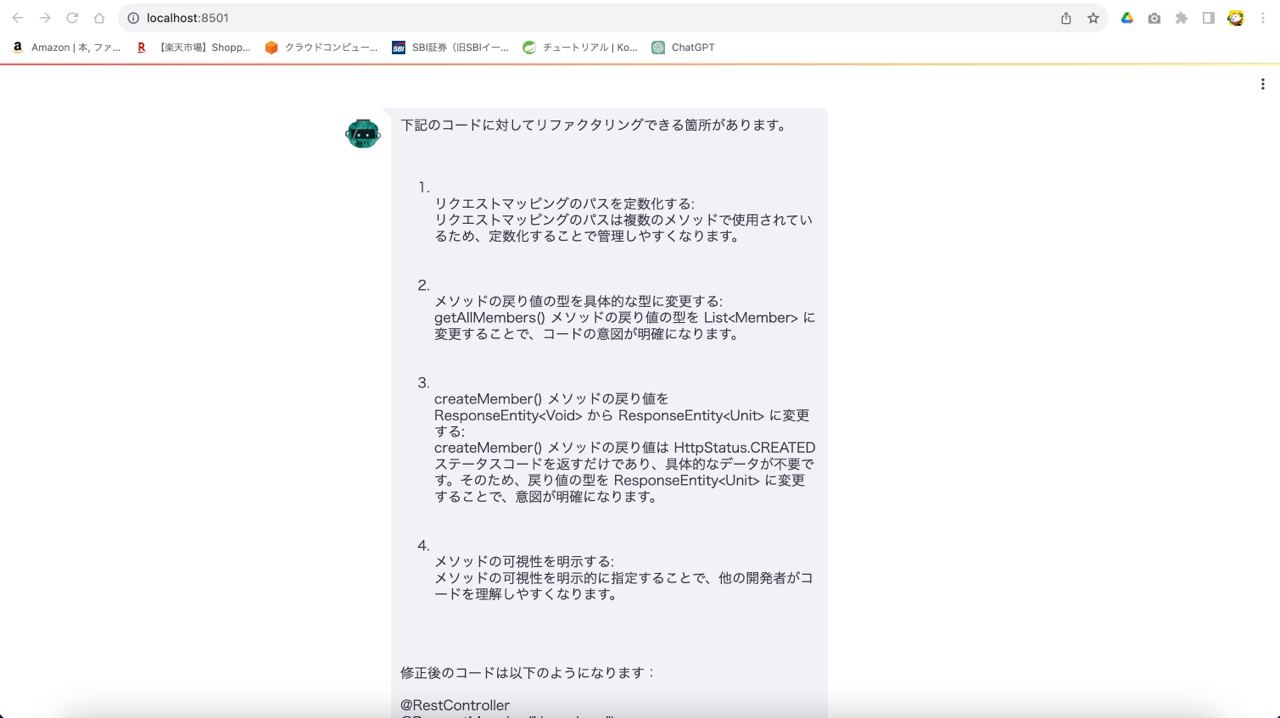 localhost:8501
Amazon | 本, ファ...
【楽天市場】Shopp...
クラウドコンピュー...
SBI証券（旧SBIイー...
チュートリアル | Ko...
ChatGPT
下記のコードに対してリファクタリングできる箇所があります。
1.
リクエストマッピングのパスを定数化する:
リクエストマッピングのパスは複数のメソッドで使用されてい
るため、定数化することで管理しやすくなります。
2.
メソッドの戻り値の型を具体的な型に変更する:
getAllMembers() メソッドの戻り値の型を List<Member> に
変更することで、コードの意図が明確になります。
3.
createMember() メソッドの戻り値を
ResponseEntity<Void> から ResponseEntity<Unit> に変更
する:
createMember() メソッドの戻り値は HttpStatus.CREATED
ステータスコードを返すだけであり、具体的なデータが不要で
す。そのため、戻り値の型を ResponseEntity<Unit> に変更
することで、意図が明確になります。
4.
メソッドの可視性を明示する:
メソッドの可視性を明示的に指定することで、他の開発者がコ
ードを理解しやすくなります。
修正後のコードは以下のようになります：
@RestController